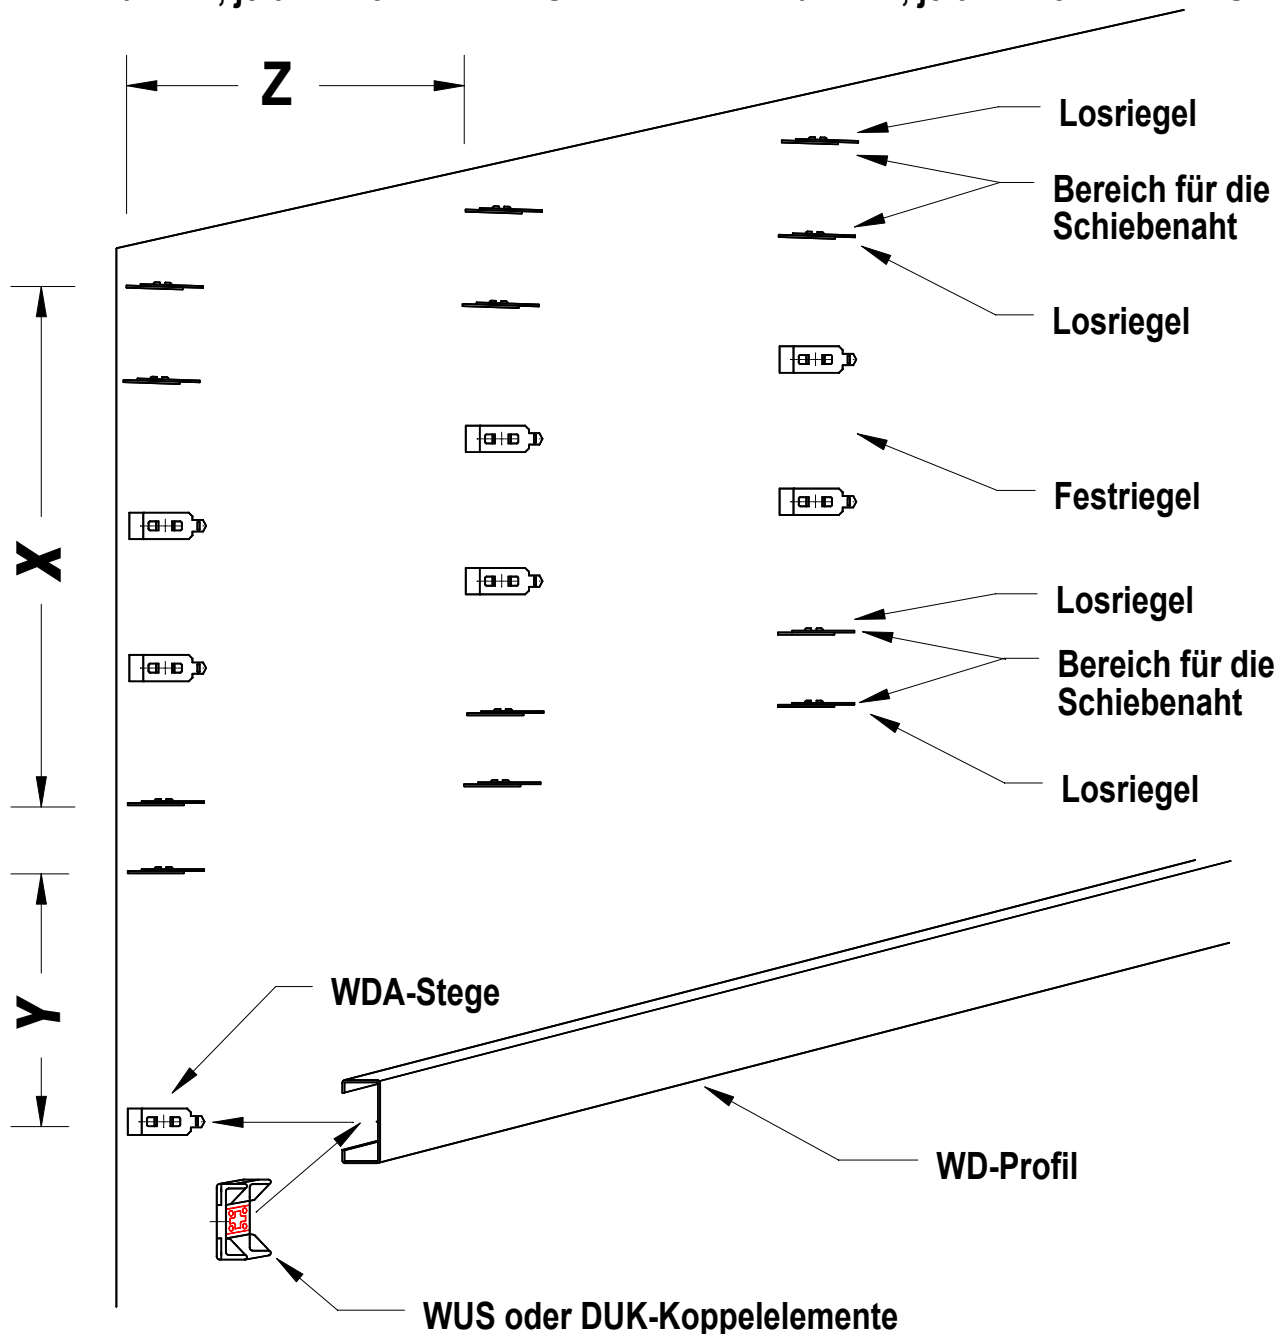 Z
Losriegel
Bereich für die
Schiebenaht
Losriegel
X
Festriegel
Losriegel
Bereich für die
Schiebenaht
Losriegel
Y
WDA-Stege
WD-Profil
WUS oder DUK-Koppelelemente